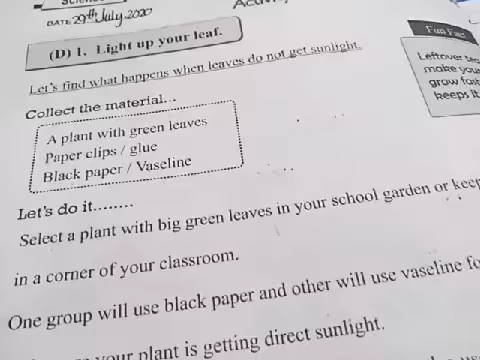 DATE 29th July 2020
(D) 1. Light up your leaf.
Fun Fact
Let's find what happens when leaves do not get sunlight.
Leftover
make
grow
keeps it
Collect the material...
A plant with green leaves
Paper clips / glue
Black paper / Vaseline
Let's do it........
Select a plant with big green leaves in your school garden or keep
in a corner of your classroom.
One group will use black paper and other will use vaseline
your plant is getting direct sunlight.